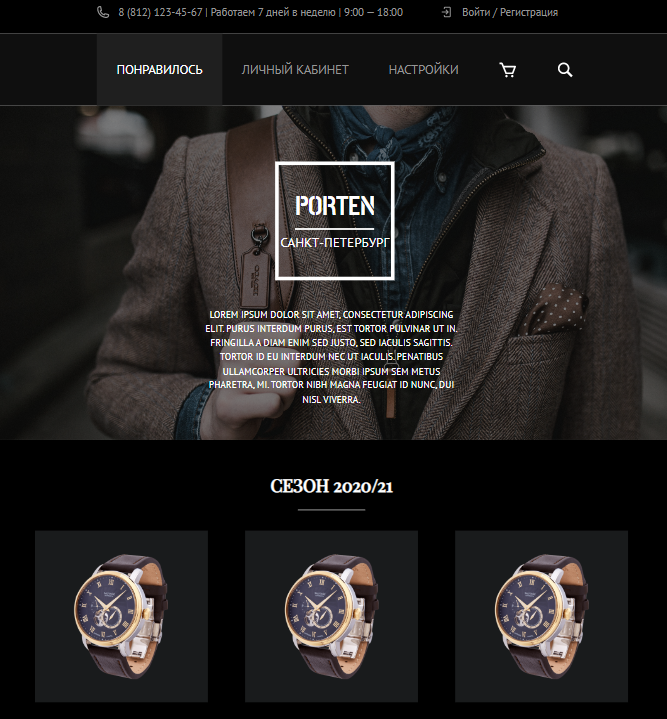 8 (812) 123-45-67 | Работаем 7 дней в неделю | 9:00 — 18:00
Войти / Регистрация
ПОНРАВИЛОСЬ
ЛИЧНЫЙ КАБИНЕТ
НАСТРОЙКИ
PORTEN
САНКТ-ПЕТЕРБУРГ
LOREM IPSUM DOLOR SIT AMET, CONSECTETUR ADIPISCING
ELIT. PURUS INTERDUM PURUS, EST TORTOR PULVINAR UT IN.
FRINGILLA A DIAM ENIM SED JUSTO, SED IACULIS SAGITTIS.
TORTOR ID EU INTERDUM NEC UT IACULIS. PENATIBUS
ULLAMCORPER ULTRICIES MORBI IPSUM SEM METUS
PHARETRA, MI. TORTOR NIBH MAGNA FEUGIAT ID NUNC, DUI
NISL VIVERRA.
СЕЗОН 2020/21